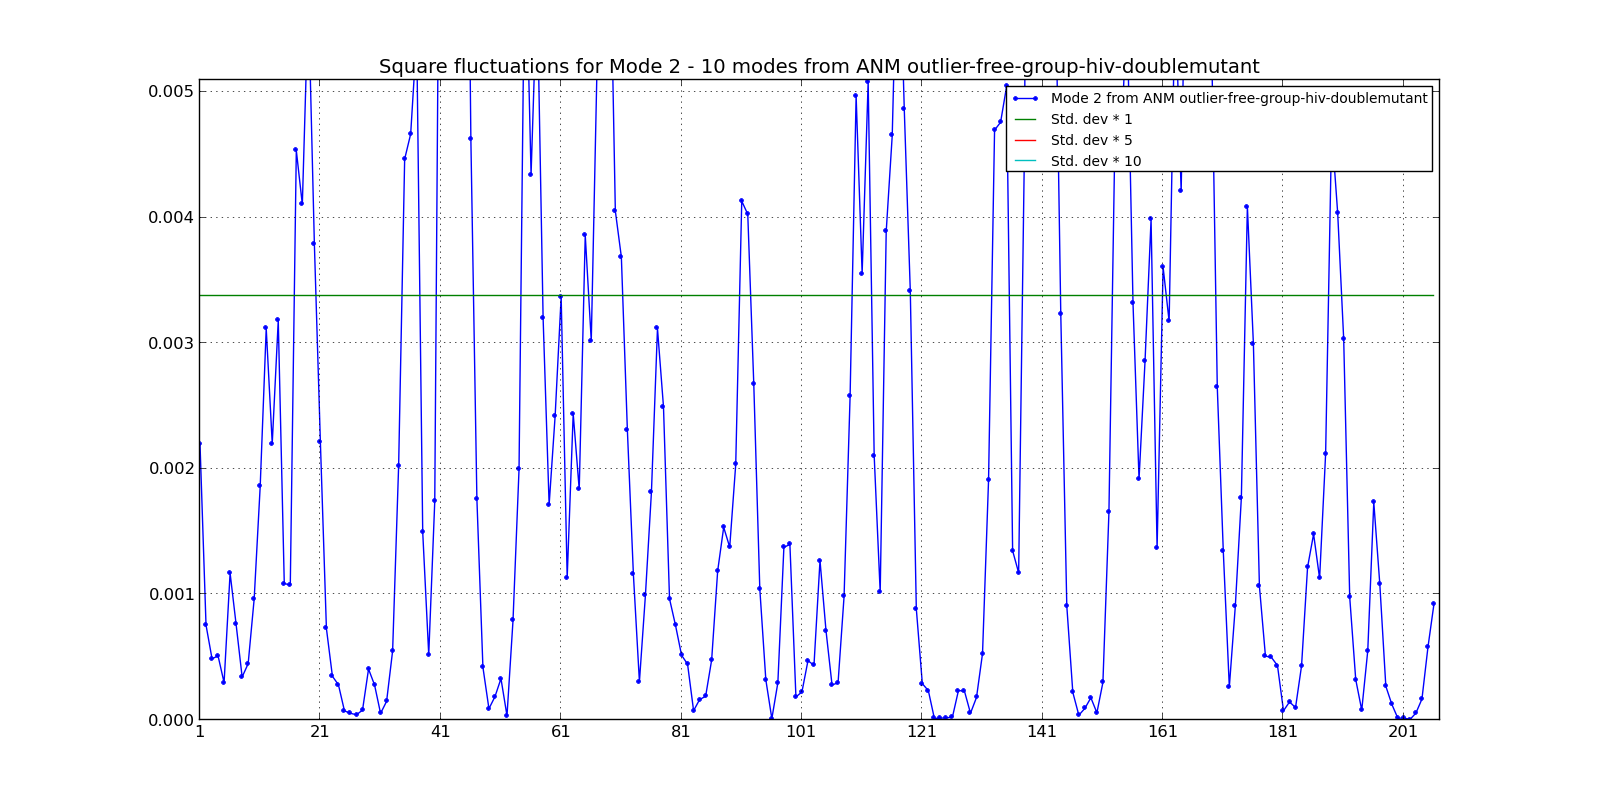 Square fluctuations for Mode 2 - 10 modes from ANM outlier-free-group-hiv-doublemutant
Mode 2 from ANM outlier-free-group-hiv-doublemutant
Std. dev * 1
Std. dev * 5
Std. dev * 10
0.005
0.004
0.003
0.002
0.001
0.000
1 21 41 61 81 101 121 141 161 181 201